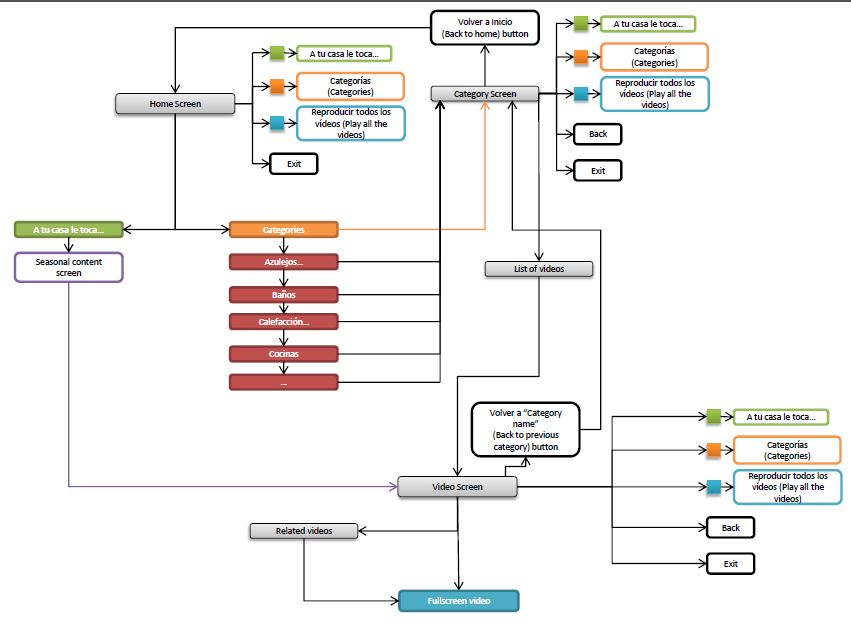 Volver a Inicio
(Back to home) button
A tu casa le toca...
Categorías
(Categories)
Reproducir todos los
vídeos (Play all the
videos)
Exit
Home Screen
Category Screen
A tu casa le toca...
Categorías
(Categories)
Reproducir todos los
vídeos (Play all the
videos)
Back
Exit
A tu casa le toca...
Seasonal content
screen
Categories
Azulejos...
Baños
Calefacción...
Cocinas
...
List of videos
Volver a “Category
name”
(Back to previous
category) button
Video Screen
A tu casa le toca...
Categorías
(Categories)
Reproducir todos los
vídeos (Play all the
videos)
Back
Exit
Related videos
Fullscreen video